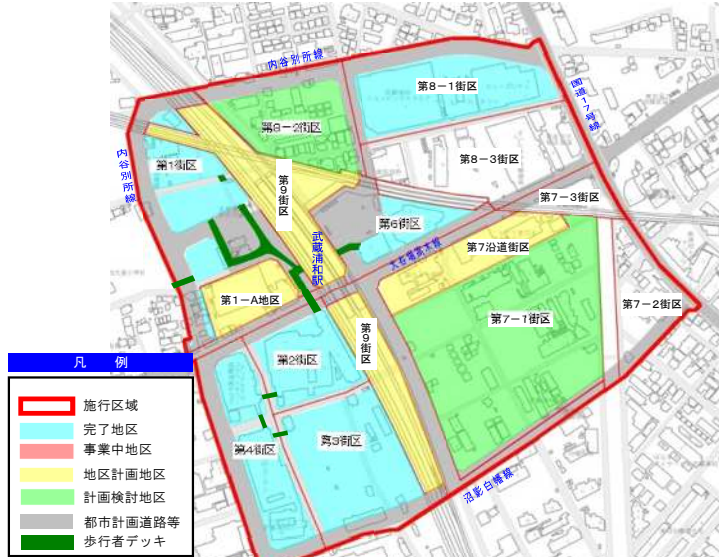 内谷別所線
国道17号線
第8-1街区
第8-2街区
第8-3街区
内谷別所線
第1街区
第9街区
第7-3街区
第6街区
武蔵浦和駅
第7沿道街区
第1-A地区
第7-1街区
第7-2街区
第9街区
第2街区
第3街区
第4街区
沼影白幡線
凡 例
施行区域
完了地区
事業中地区
地区計画地区
計画検討地区
都市計画道路等
歩行者デッキ